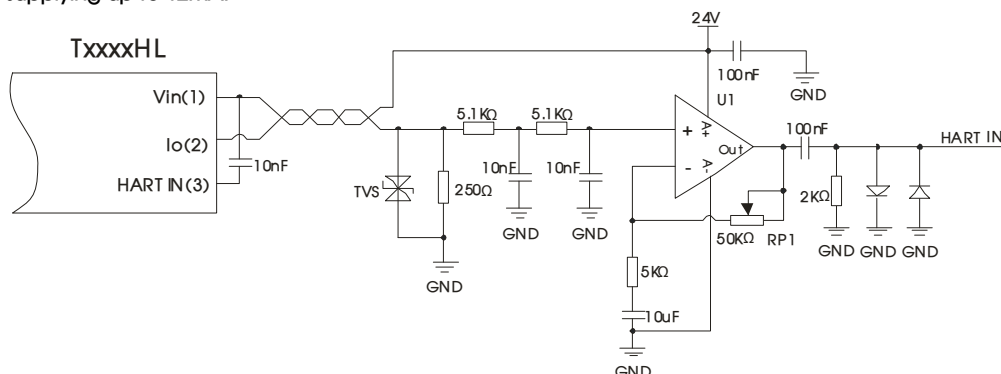 TxxxxHL
Vin(1)
Io(2)
HART IN(3)
10nF
TVS
250Ω
GND
5.1KΩ
5.1KΩ
10nF
10nF
GND
GND
24V
100nF
GND
U1
+
-
A+
A-
Out
100nF
HART IN
2KΩ
GND
GND
GND
50KΩ
RP1
5KΩ
10uF
GND